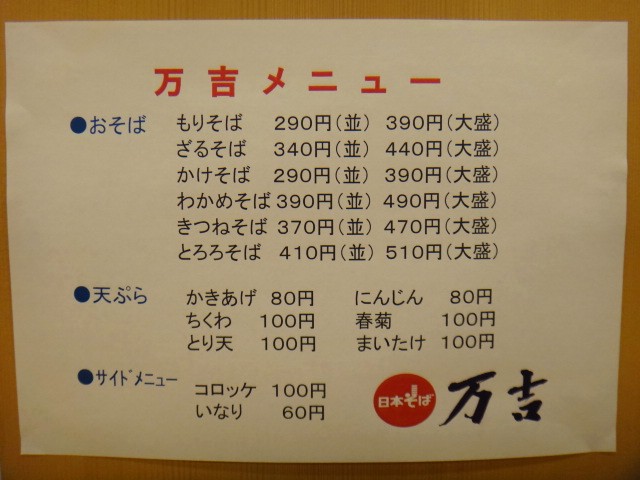 万吉メニュー
●おそば もりそば 290円(並) 390円(大盛)
ざるそば 340円(並) 440円(大盛)
かけそば 290円(並) 390円(大盛)
わかめそば 390円(並) 490円(大盛)
きつねそば 370円(並) 470円(大盛)
とろろそば 410円(並) 510円(大盛)
●天ぷら かきあげ 80円 にんじん 80円
ちくわ 100円 春菊 100円
とり天 100円 まいたけ 100円
●サイドメニュー コロッケ 100円
いなり 60円
日本そば 万吉